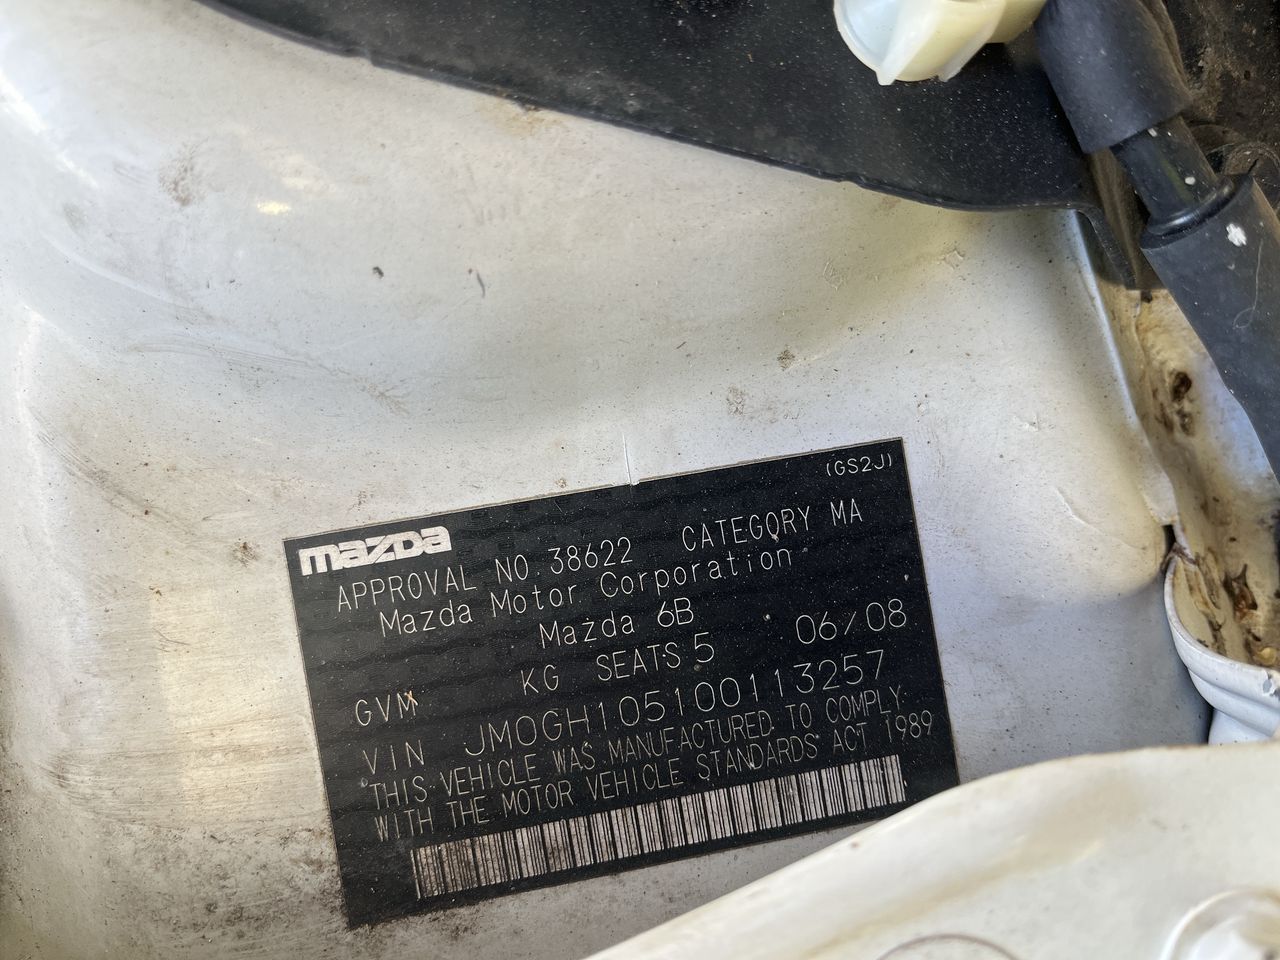 (GS2J)
mazda
APPROVAL NO.38622 CATEGORY MA
Mazda Motor Corporation
Mazda 6B
GVM KG SEATS 5 06/08
VIN JM0GH105100113257
THIS VEHICLE WAS MANUFACTURED TO COMPLY
WITH THE MOTOR VEHICLE STANDARDS ACT 1989